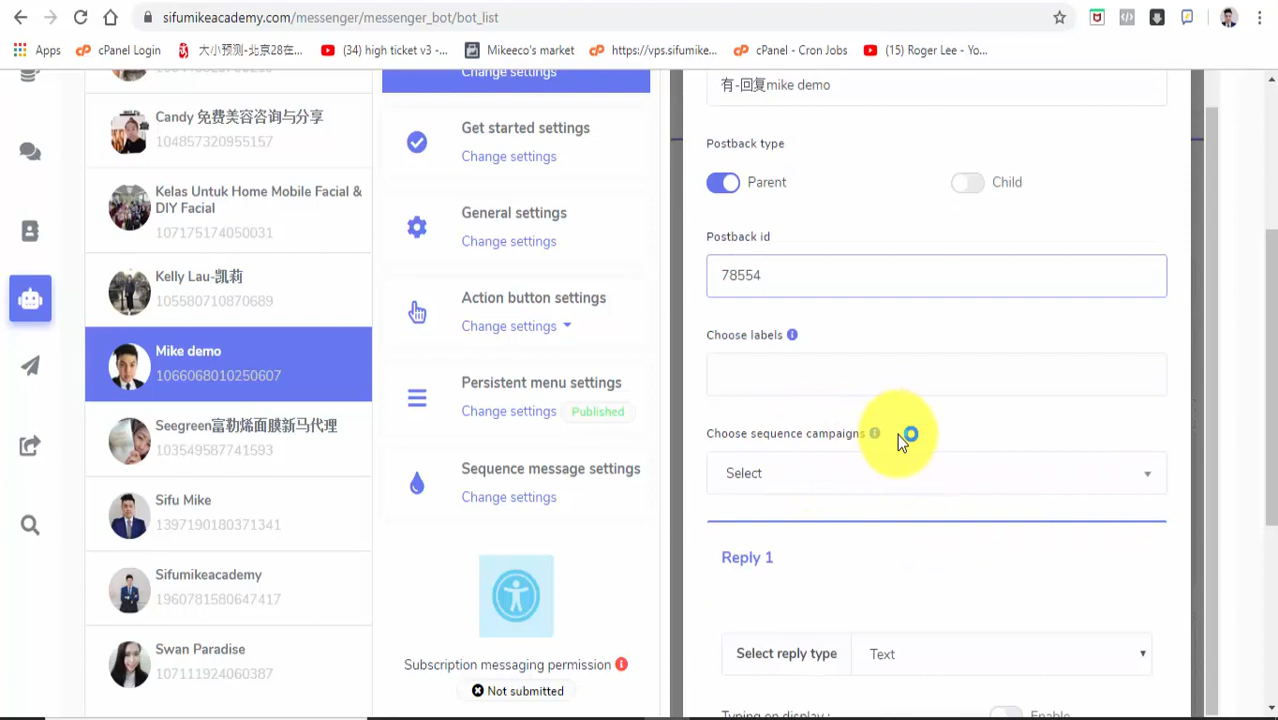 sifumikeacademy.com/messenger/messenger_bot/bot_list
Apps
cPanel Login
大小预测-北京28在...
(34) high ticket v3 -...
Mikeeco's market
https://vps.sifumike...
cPanel - Cron Jobs
(15) Roger Lee - Yo...
Candy 免费美容咨询与分享
104857320955157
Kelas Untuk Home Mobile Facial &
DIY Facial
107175174050031
Kelly Lau-凯莉
105580710870689
Mike demo
1066068010250607
Seegreen富勒烯面膜新马代理
103549587741593
Sifu Mike
1397190180371341
Sifumikeacademy
1960781580647417
Swan Paradise
107111924060387
Change settings
Get started settings
Change settings
General settings
Change settings
Action button settings
Change settings
Persistent menu settings
Change settings Published
Sequence message settings
Change settings
Subscription messaging permission
Not submitted
有-回复mike demo
Postback type
Parent
Child
Postback id
78554
Choose labels
Choose sequence campaigns
Select
Reply 1
Select reply type
Text
Typing on display :
Enable